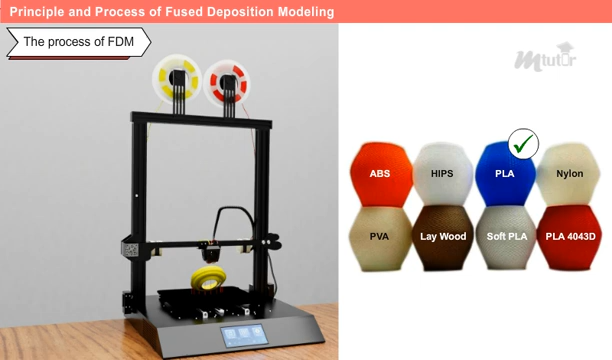 Principle and Process of Fused Deposition Modeling
The process of FDM
mtutor
ABS
HIPS
PLA
Nylon
PVA
Lay Wood
Soft PLA
PLA 4043D